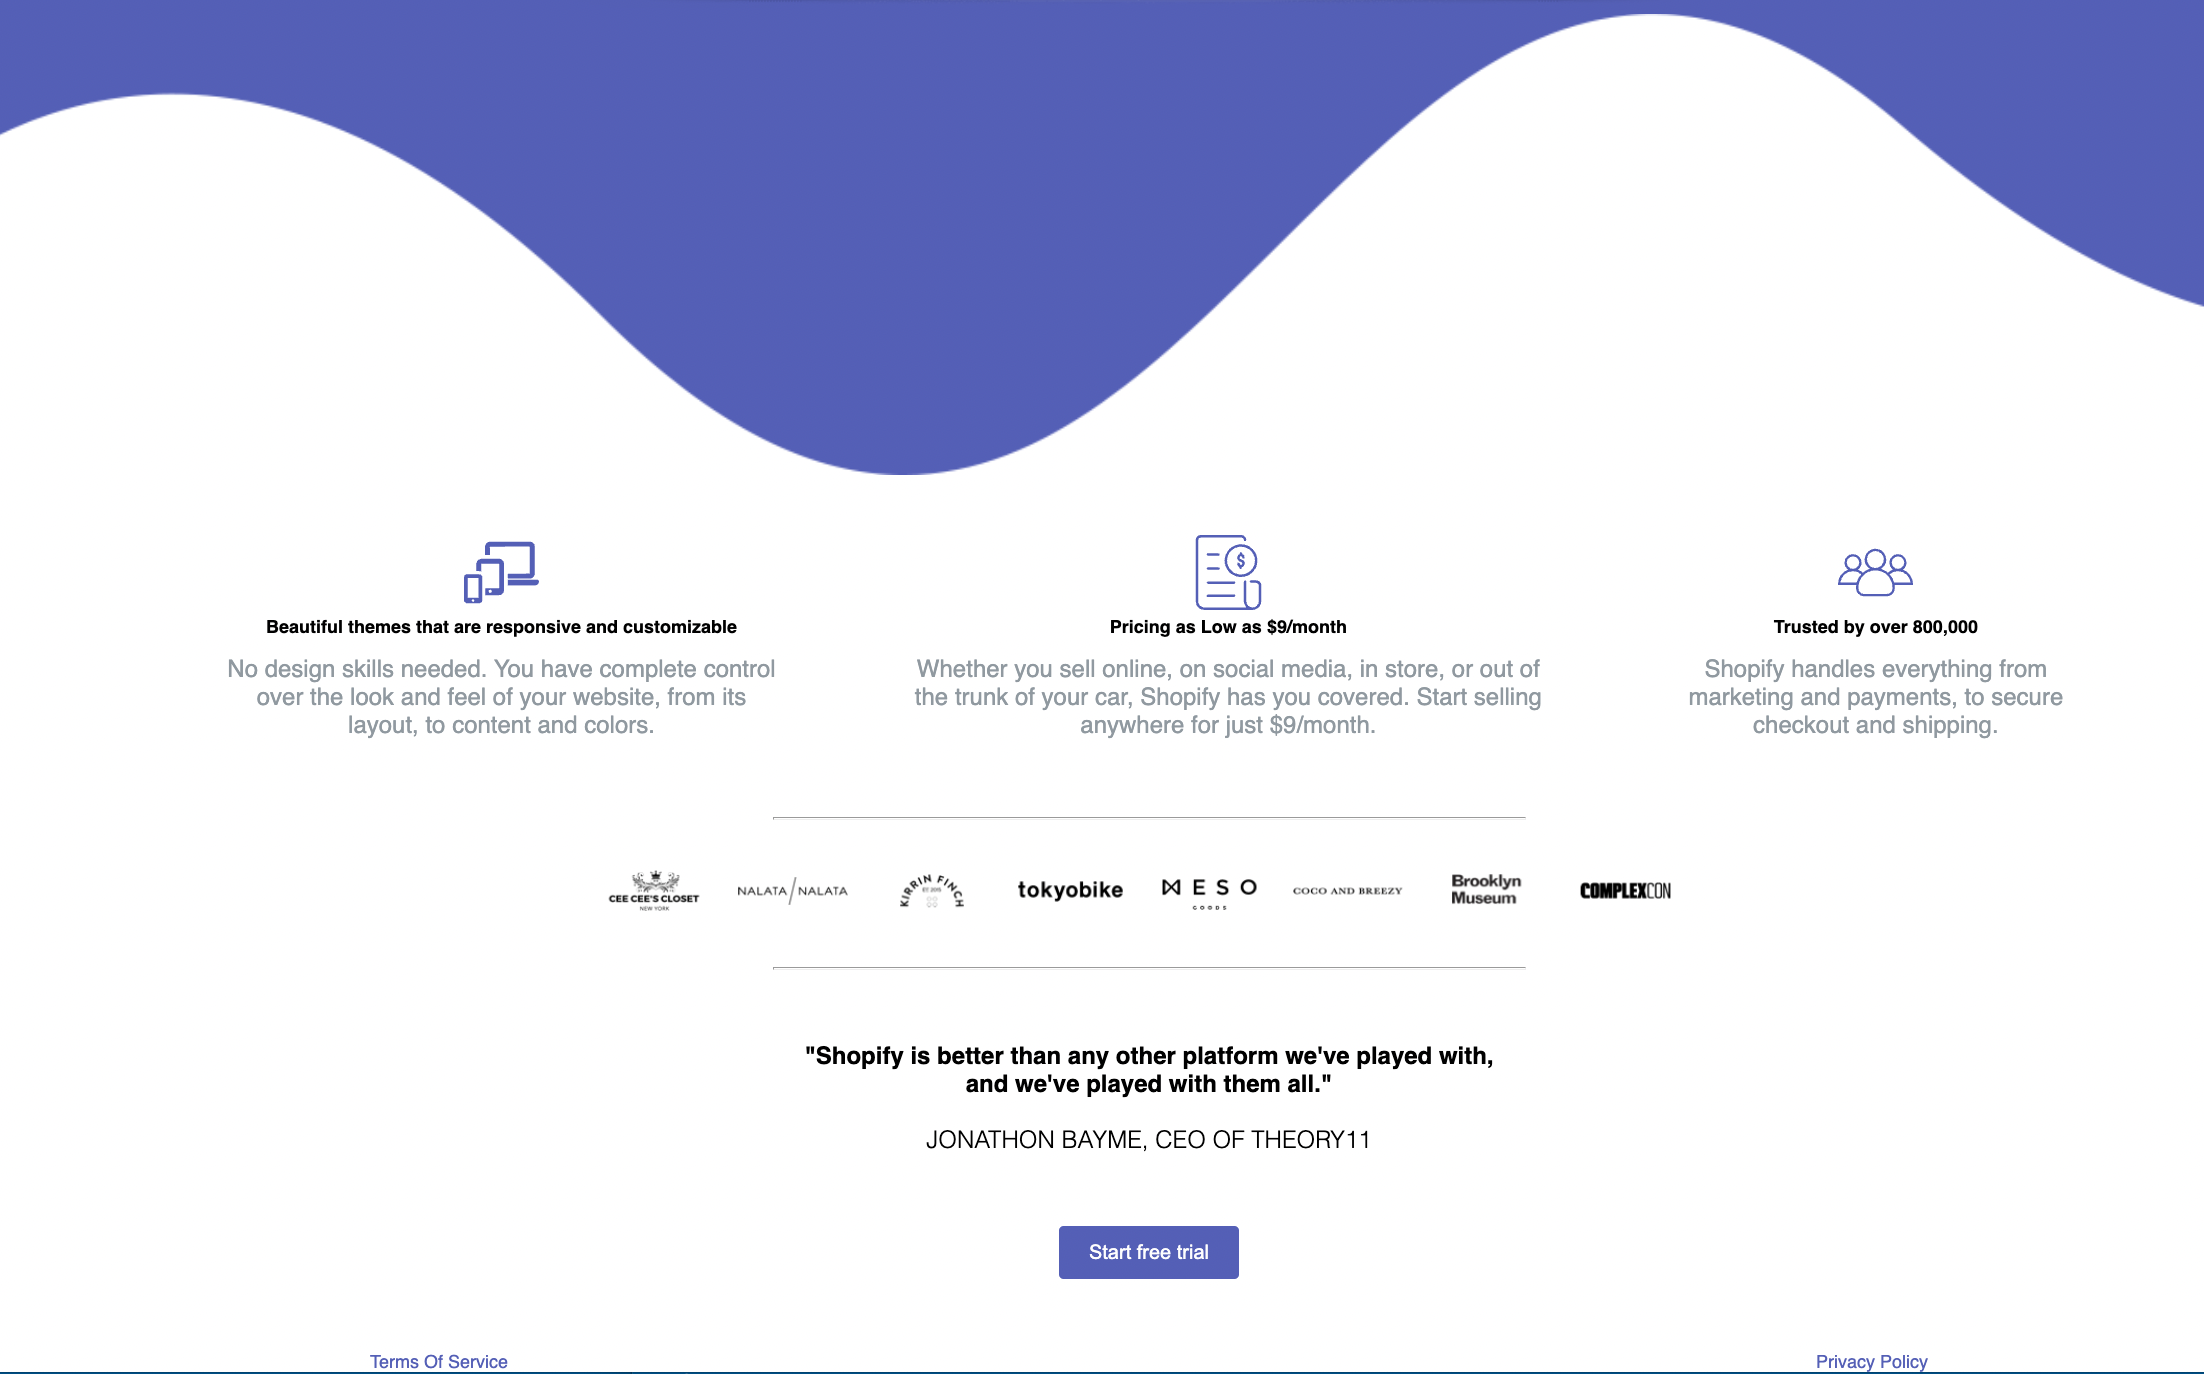 Beautiful themes that are responsive and customizable
No design skills needed. You have complete control
over the look and feel of your website, from its
layout, to content and colors.
$
Pricing as Low as $9/month
Whether you sell online, on social media, in store, or out of
the trunk of your car, Shopify has you covered. Start selling
anywhere for just $9/month.
Trusted by over 800,000
Shopify handles everything from
marketing and payments, to secure
checkout and shipping.
CEE CEE'S CLOSET
NEW YORK
NALATA/NALATA
KIRRIN FINCH
EST 2015
tokyobike
MESO
GOODS
COCO AND BREEZY
Brooklyn
Museum
COMPLEXCON
"Shopify is better than any other platform we've played with,
and we've played with them all."
JONATHON BAYME, CEO OF THEORY11
Start free trial
Terms Of Service
Privacy Policy